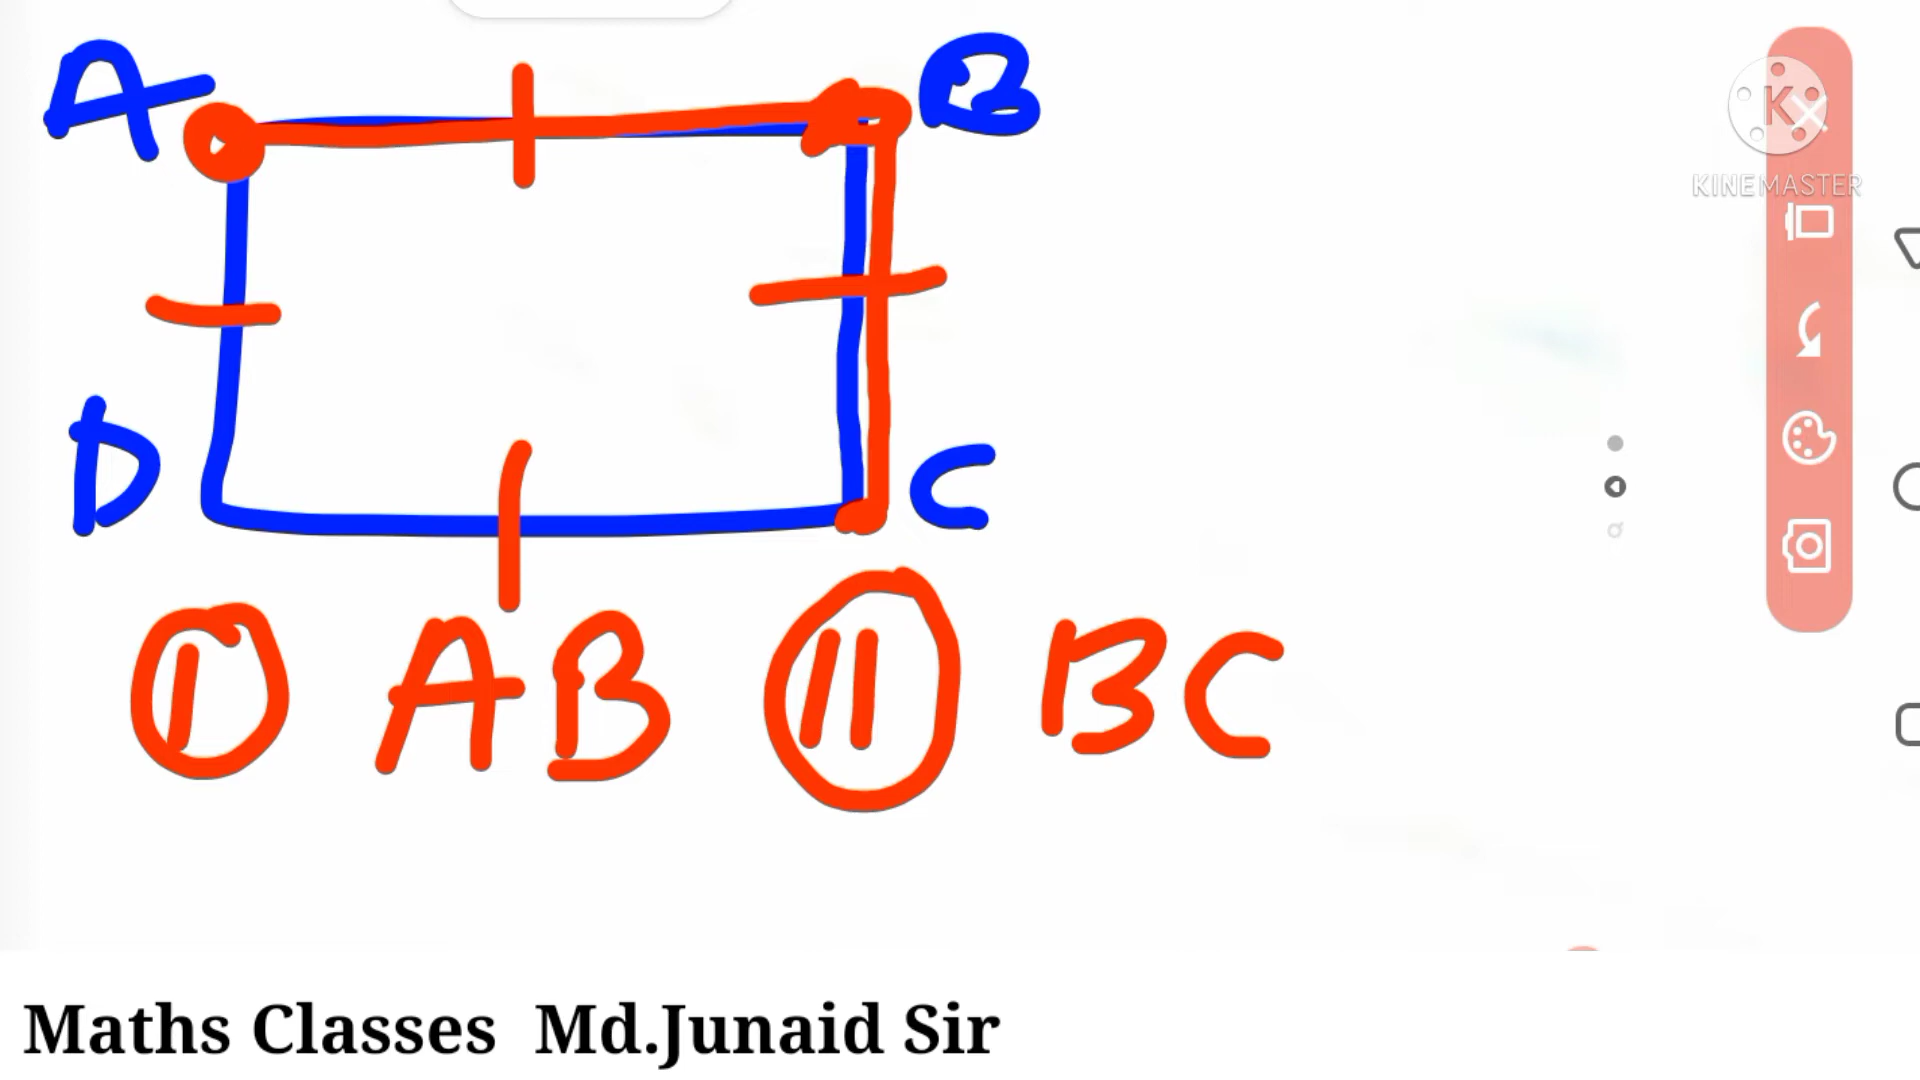 A B
K
KINEMASTER
D C
I AB II BC
Maths Classes Md.Junaid Sir